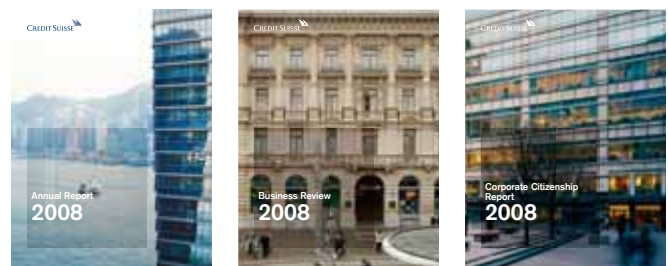 CREDIT SUISSE
Annual Report
2008
CREDIT SUISSE
Business Review
2008
CREDIT SUISSE
Corporate Citizenship
Report
2008